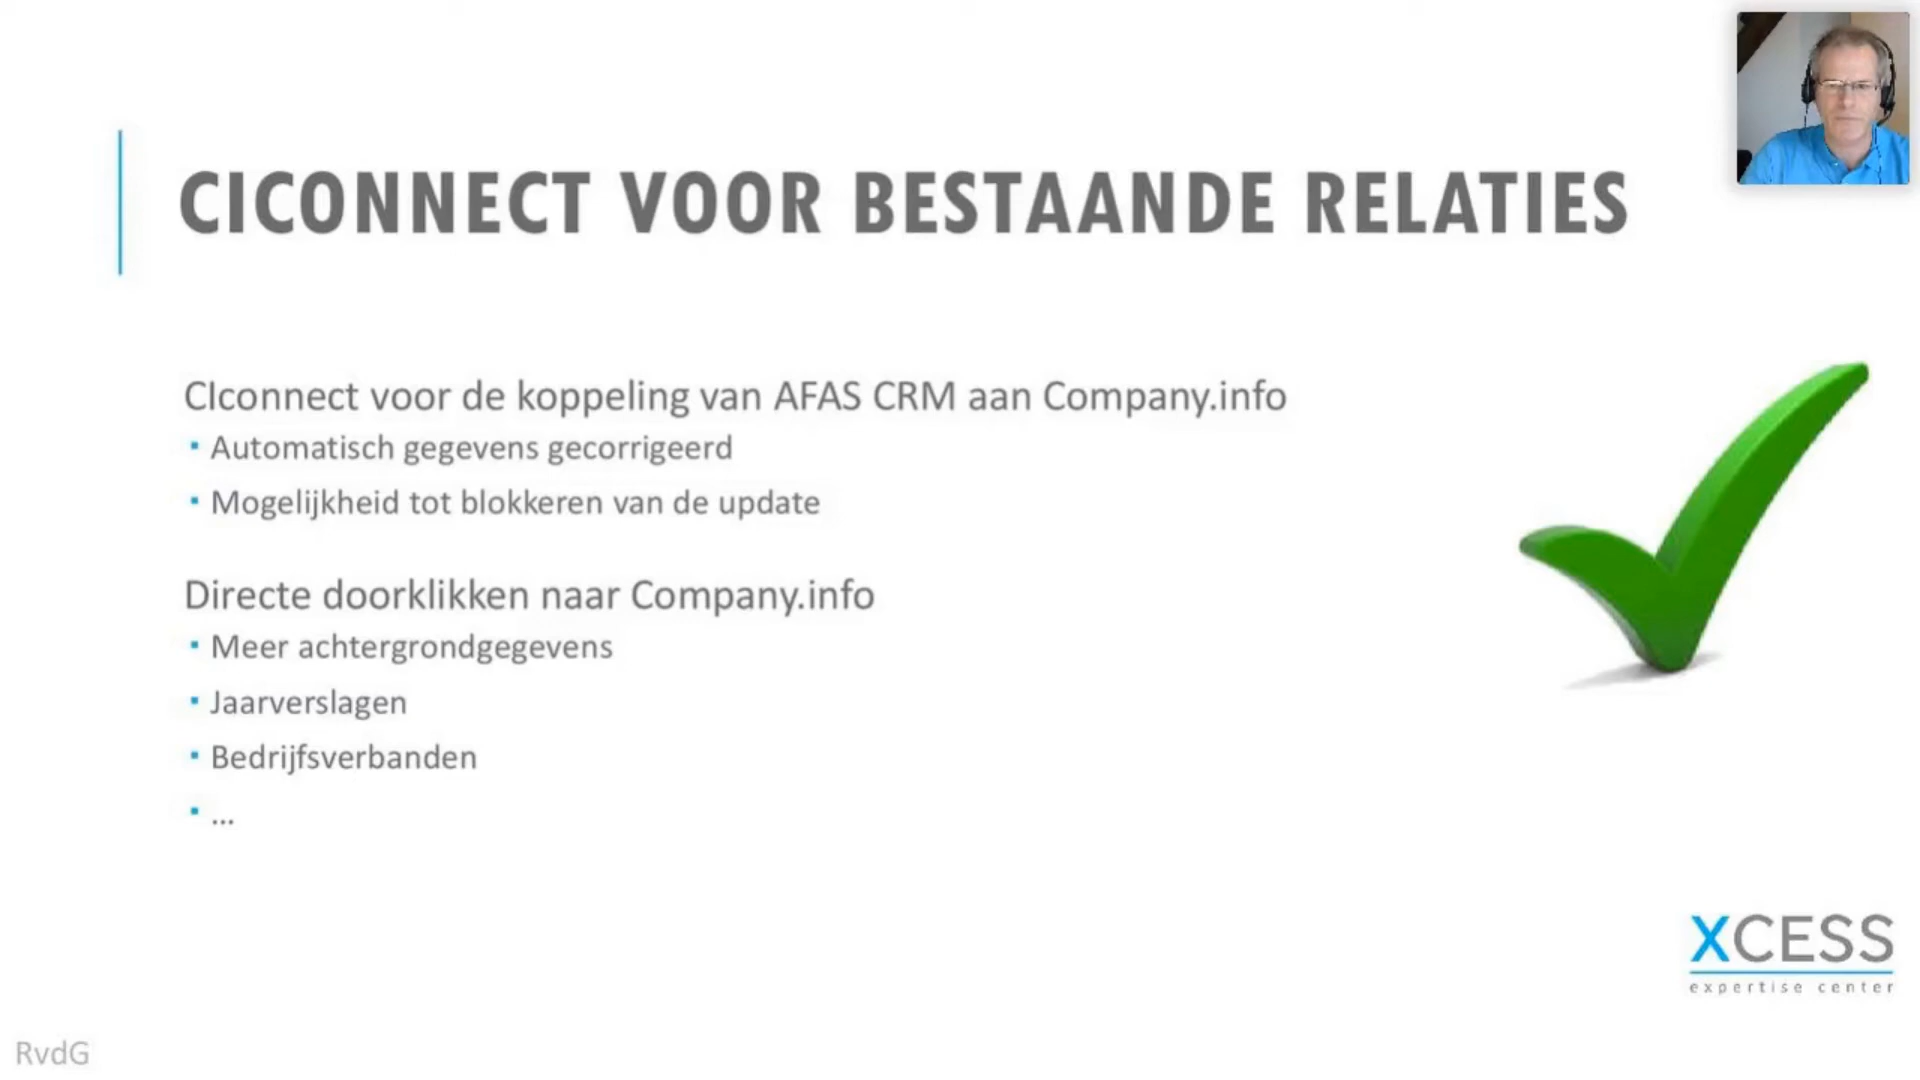 CICONNECT VOOR BESTAANDE RELATIES
CIconnect voor de koppeling van AFAS CRM aan Company.info
▪ Automatisch gegevens gecorrigeerd
▪ Mogelijkheid tot blokkeren van de update
Directe doorklikken naar Company.info
▪ Meer achtergrondgegevens
▪ Jaarverslagen
▪ Bedrijfsverbanden
▪ ...
XCESS
expertise center
RvdG